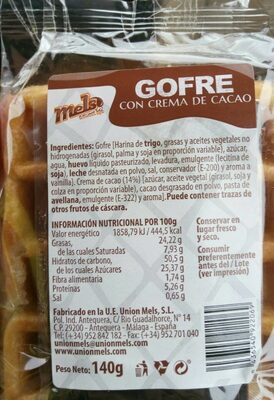 Mels
GOFRE
CON CREMA DE CACAO
Ingredientes: Gofre [Harina de trigo, grasas y aceites vegetales no
hidrogenadas (girasol, palma y soja en proporción variable), azúcar,
agua, huevo líquido pasteurizado, levadura, emulgente (lecitina de
soja), leche desnatada en polvo, sal, conservador (E-200) y aroma a
vainilla). Crema de cacao (14%) [azúcar, aceite vegetal (girasol, soja y
colza en proporción variable), cacao desgrasado en polvo, pasta de
avellana, emulgente (E-322) y aroma]. Puede contener trazas de
otros frutos de cáscara.
INFORMACIÓN NUTRICIONAL POR 100g
Valor energético 1858,79 kJ / 444,5 kcal
Grasas, 24,22 g
de las cuales Saturadas 7,93 g
Hidratos de carbono, 50,5 g
de los cuales Azúcares 25,37 g
Fibra alimentaria 1,74 g
Proteínas 5,26 g
Sal 0,65 g
Conservar en
lugar fresco
y seco.
Consumir
preferentemente
antes del / Lote
(ver impresión)
Fabricado en la U.E. Union Mels, S.L.
Pol. Ind. Antequera, C/ Río Guadalhorce, N° 14
C.P. 29200 - Antequera - Málaga - España
Tel: (+34) 952 842 182 - Fax: (+34) 952 701 040
unionmels@unionmels.com
www.unionmels.com
Peso Neto: 140g